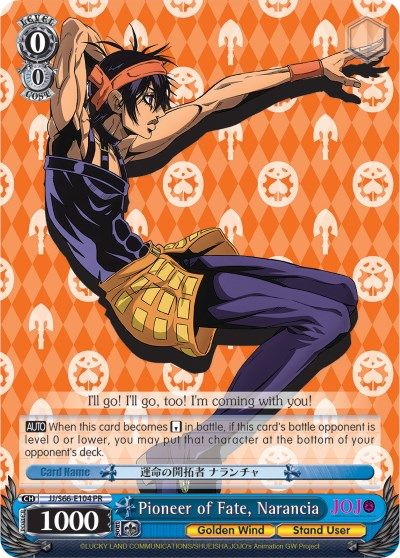 LEVEL
0
0
COST
I'll go! I'll go, too! I'm coming with you!
AUTO When this card becomes in battle, if this card's battle opponent is
level 0 or lower, you may put that character at the bottom of your
opponent's deck.
Card Name 運命の開拓者 ナランチャ
CH JJ/S66-E104 PR Pioneer of Fate, Narancia JOJO
1000
Golden Wind Stand User
©LUCKY LAND COMMUNICATIONS/SHUEISHA,JOJO's Animation GW Project